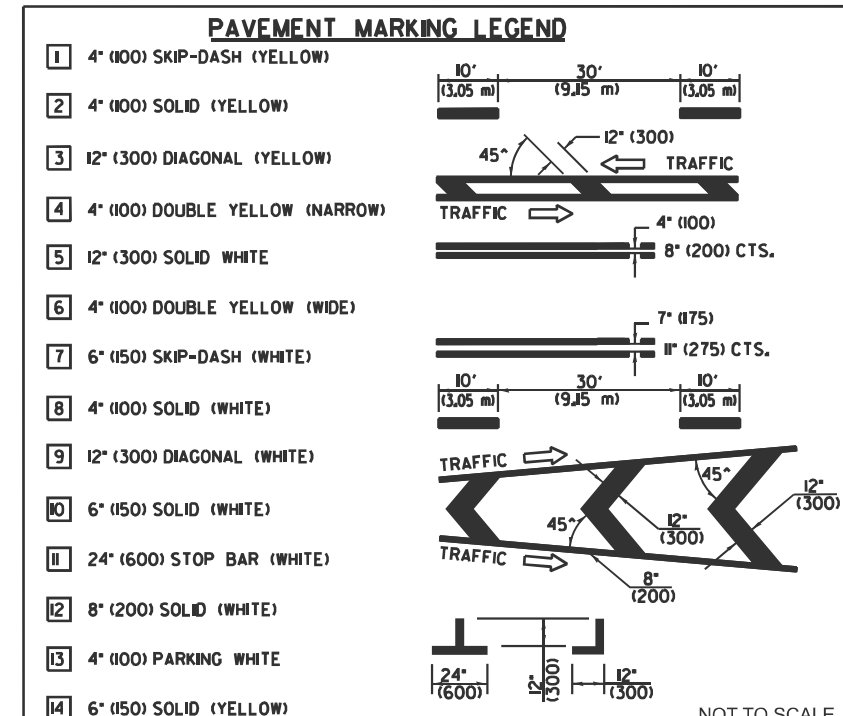 PAVEMENT MARKING LEGEND
1 4" (100) SKIP-DASH (YELLOW)
10' 30' 10'
(3.05 m) (9.15 m) (3.05 m)
2 4" (100) SOLID (YELLOW)
3 12" (300) DIAGONAL (YELLOW)
12" (300)
45^
TRAFFIC
TRAFFIC
4 4" (100) DOUBLE YELLOW (NARROW)
4" (100)
8" (200) CTS.
5 12" (300) SOLID WHITE
6 4" (100) DOUBLE YELLOW (WIDE)
7" (175)
11" (275) CTS.
7 6" (150) SKIP-DASH (WHITE)
10' 30' 10'
(3.05 m) (9.15 m) (3.05 m)
8 4" (100) SOLID (WHITE)
9 12" (300) DIAGONAL (WHITE)
TRAFFIC
45^
12"
(300)
45^
12"
(300)
TRAFFIC
8"
(200)
10 6" (150) SOLID (WHITE)
11 24" (600) STOP BAR (WHITE)
12 8" (200) SOLID (WHITE)
13 4" (100) PARKING WHITE
24"
(600)
12"
(300)
12"
(300)
14 6" (150) SOLID (YELLOW)
NOT TO SCALE